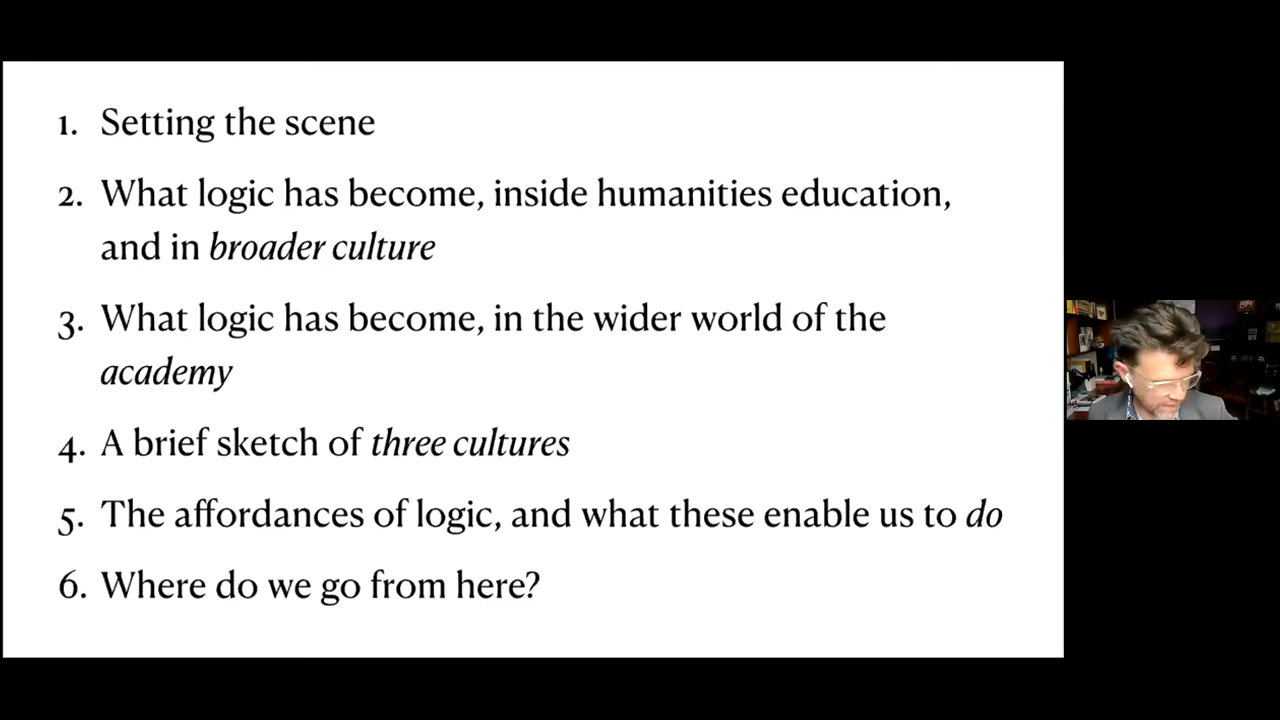 1. Setting the scene
2. What logic has become, inside humanities education,
and in broader culture
3. What logic has become, in the wider world of the
academy
4. A brief sketch of three cultures
5. The affordances of logic, and what these enable us to do
6. Where do we go from here?